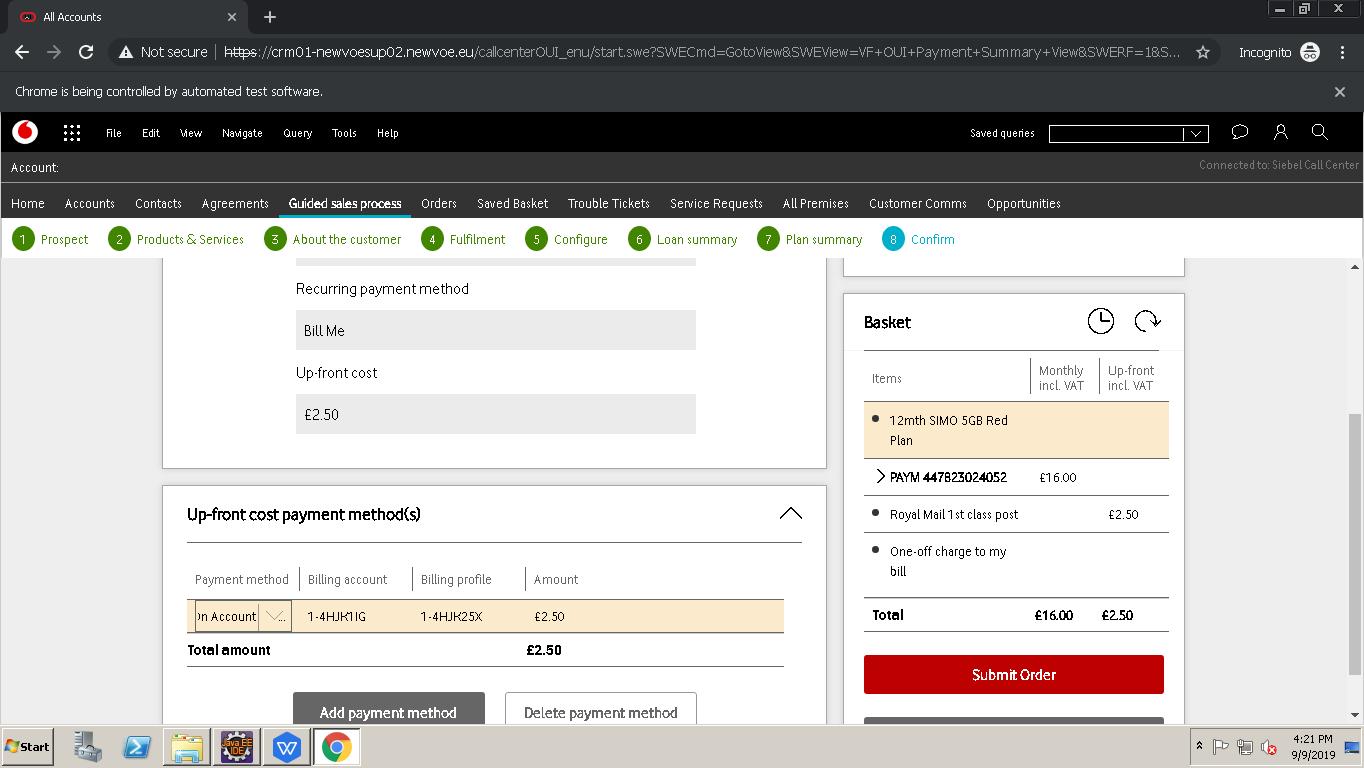 All Accounts
Not secure
https://crm01-newvoesup02.newvoe.eu/callcenterOUI_enu/start.swe?SWECmd=GotoView&SWEView=VF+OUI+Payment+Summary+View&SWERF=1&S...
Incognito
Chrome is being controlled by automated test software.
File Edit View Navigate Query Tools Help
Saved queries
Account:
Connected to: Siebel Call Center
Home Accounts Contacts Agreements Guided sales process Orders Saved Basket Trouble Tickets Service Requests All Premises Customer Comms Opportunities
1 Prospect 2 Products & Services 3 About the customer 4 Fulfilment 5 Configure 6 Loan summary 7 Plan summary 8 Confirm
Recurring payment method
Bill Me
Up-front cost
£2.50
Up-front cost payment method(s)
Payment method Billing account Billing profile Amount
n Account ... 1-4HJK1IG 1-4HJK25X £2.50
Total amount £2.50
Add payment method Delete payment method
Basket
Items
Monthly incl. VAT
Up-front incl. VAT
12mth SIMO 5GB Red
Plan
PAYM 447823024052 £16.00
Royal Mail 1st class post £2.50
One-off charge to my
bill
Total £16.00 £2.50
Submit Order
Start
Java EE
IDE
4:21 PM
9/9/2019